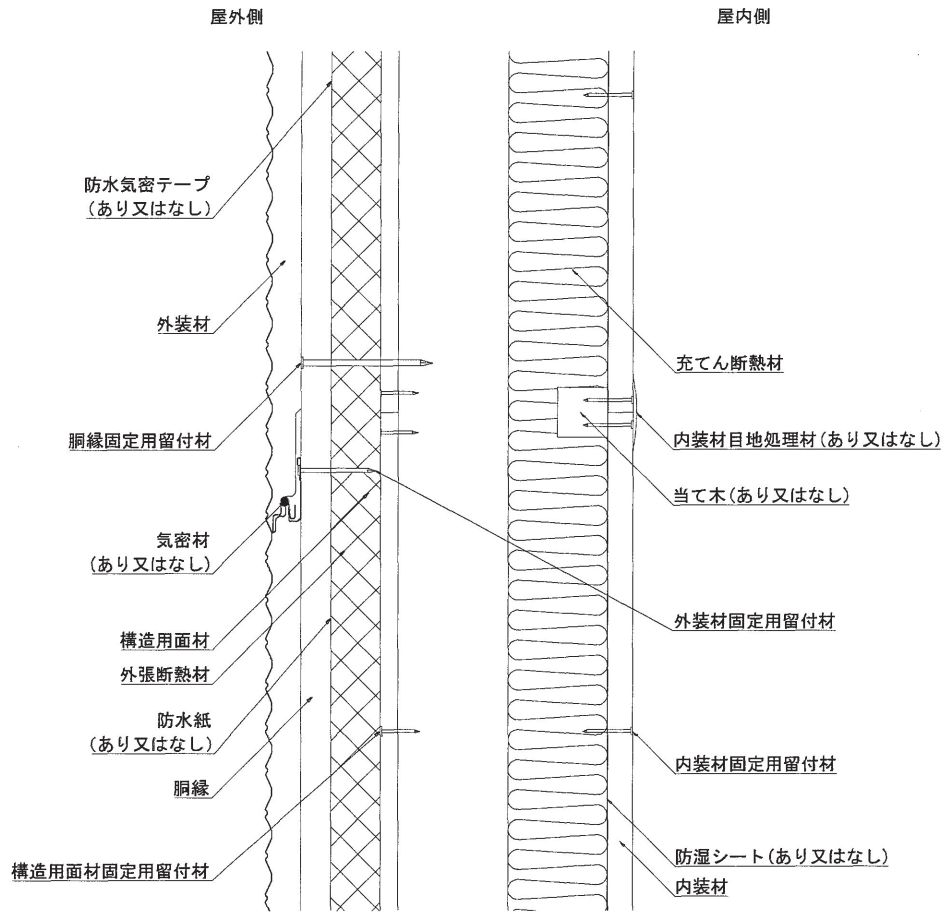 屋外側
屋内側
防水気密テープ
(あり又はなし)
外装材
胴縁固定用留付材
気密材
(あり又はなし)
構造用面材
外張断熱材
防水紙
(あり又はなし)
胴縁
構造用面材固定用留付材
充てん断熱材
内装材目地処理材(あり又はなし)
当て木(あり又はなし)
外装材固定用留付材
内装材固定用留付材
防湿シート(あり又はなし)
内装材